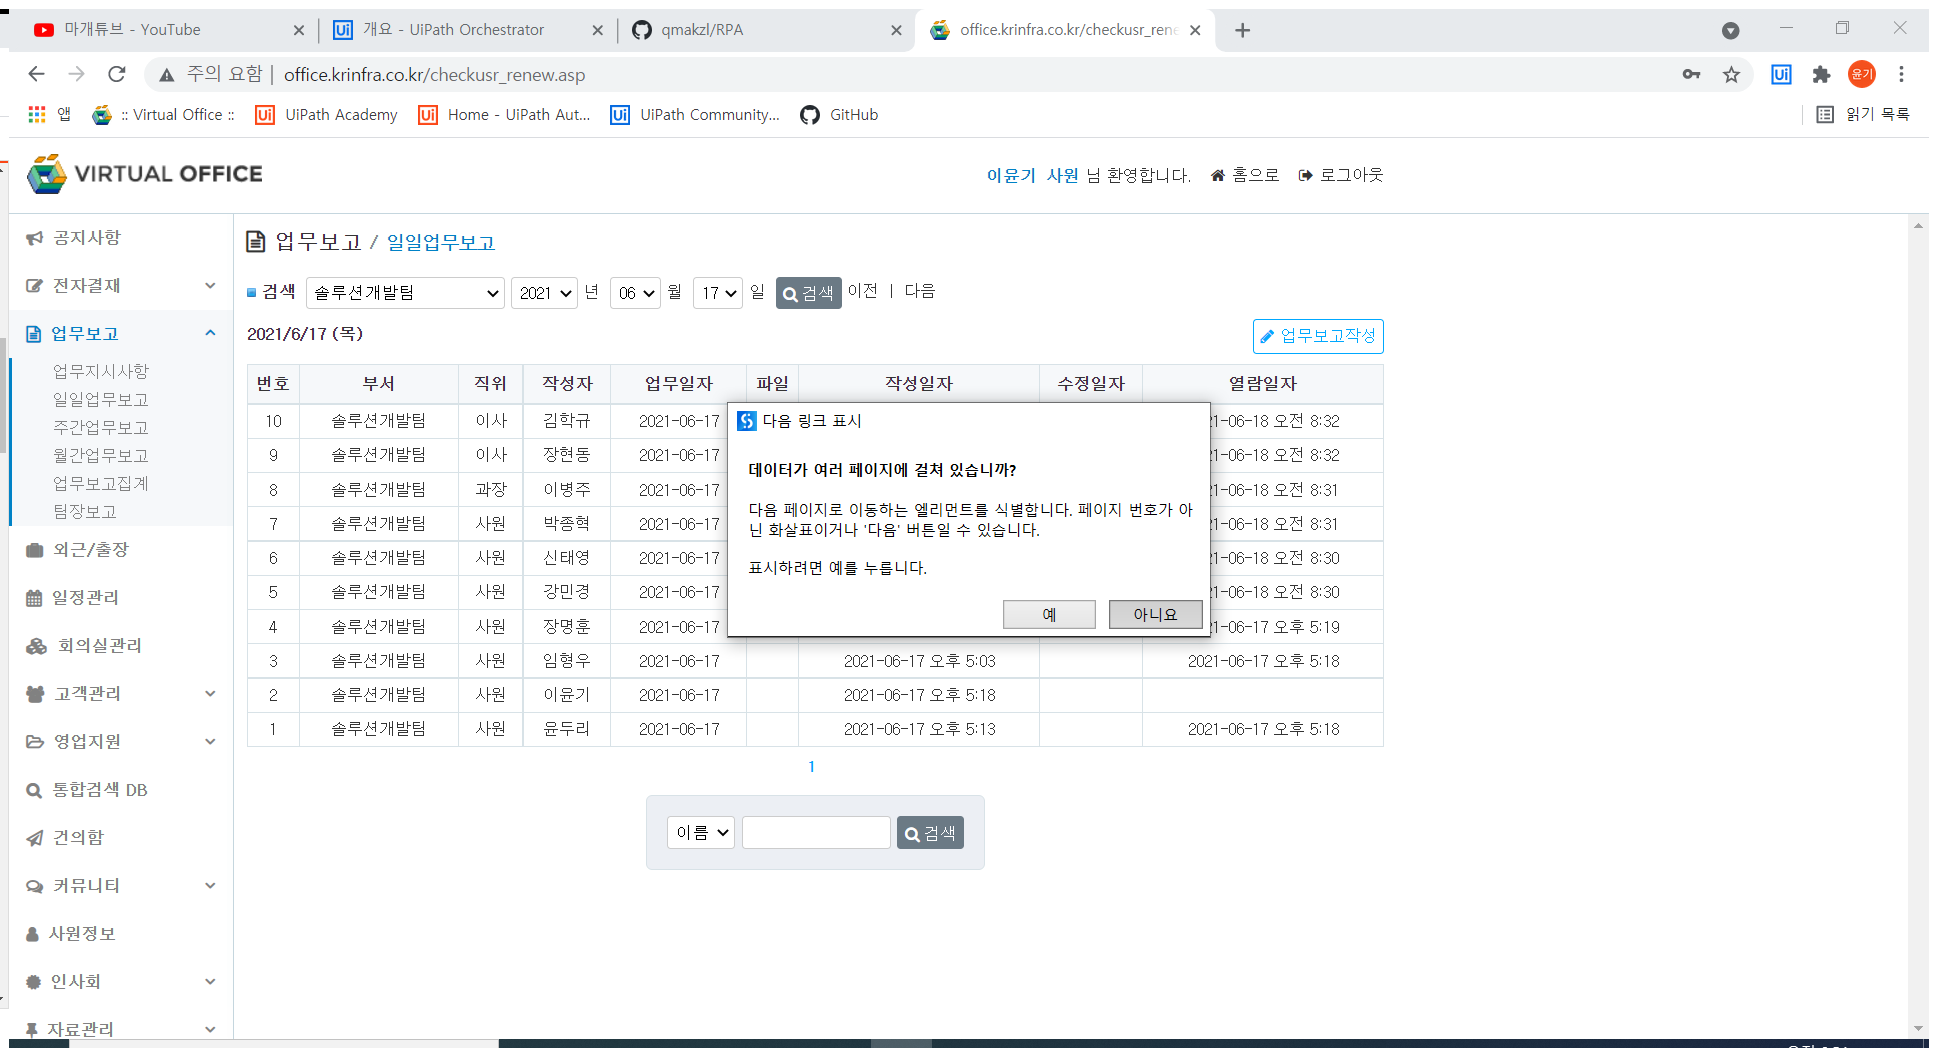 마개튜브 - YouTube
개요 - UiPath Orchestrator
qmakzl/RPA
office.krinfra.co.kr/checkusr_rene
주의 요함 | office.krinfra.co.kr/checkusr_renew.asp
윤기
앱
:: Virtual Office ::
UiPath Academy
Home - UiPath Aut...
UiPath Community...
GitHub
읽기 목록
VIRTUAL OFFICE
이윤기 사원 님 환영합니다. 홈으로 로그아웃
공지사항
전자결재
업무보고
업무지시사항
일일업무보고
주간업무보고
월간업무보고
업무보고집계
팀장보고
외근/출장
일정관리
회의실관리
고객관리
영업지원
통합검색 DB
건의함
커뮤니티
사원정보
인사회
자료관리
업무보고 / 일일업무보고
검색 솔루션개발팀 2021 년 06 월 17 일 검색 이전 | 다음
2021/6/17 (목)
업무보고작성
번호 부서 직위 작성자 업무일자 파일 작성일자 수정일자 열람일자
10 솔루션개발팀 이사 김학규 2021-06-17 1-06-18 오전 8:32
9 솔루션개발팀 이사 장현동 2021-06-17 1-06-18 오전 8:32
8 솔루션개발팀 과장 이병주 2021-06-17 1-06-18 오전 8:31
7 솔루션개발팀 사원 박종혁 2021-06-17 1-06-18 오전 8:31
6 솔루션개발팀 사원 신태영 2021-06-17 1-06-18 오전 8:30
5 솔루션개발팀 사원 강민경 2021-06-17 1-06-18 오전 8:30
4 솔루션개발팀 사원 장명훈 2021-06-17 1-06-17 오후 5:19
3 솔루션개발팀 사원 임형우 2021-06-17 2021-06-17 오후 5:03 2021-06-17 오후 5:18
2 솔루션개발팀 사원 이윤기 2021-06-17 2021-06-17 오후 5:18
1 솔루션개발팀 사원 윤두리 2021-06-17 2021-06-17 오후 5:13 2021-06-17 오후 5:18
1
이름 검색
다음 링크 표시
데이터가 여러 페이지에 걸쳐 있습니까?
다음 페이지로 이동하는 엘리먼트를 식별합니다. 페이지 번호가 아
닌 화살표이거나 '다음' 버튼일 수 있습니다.
표시하려면 예를 누릅니다.
예
아니요